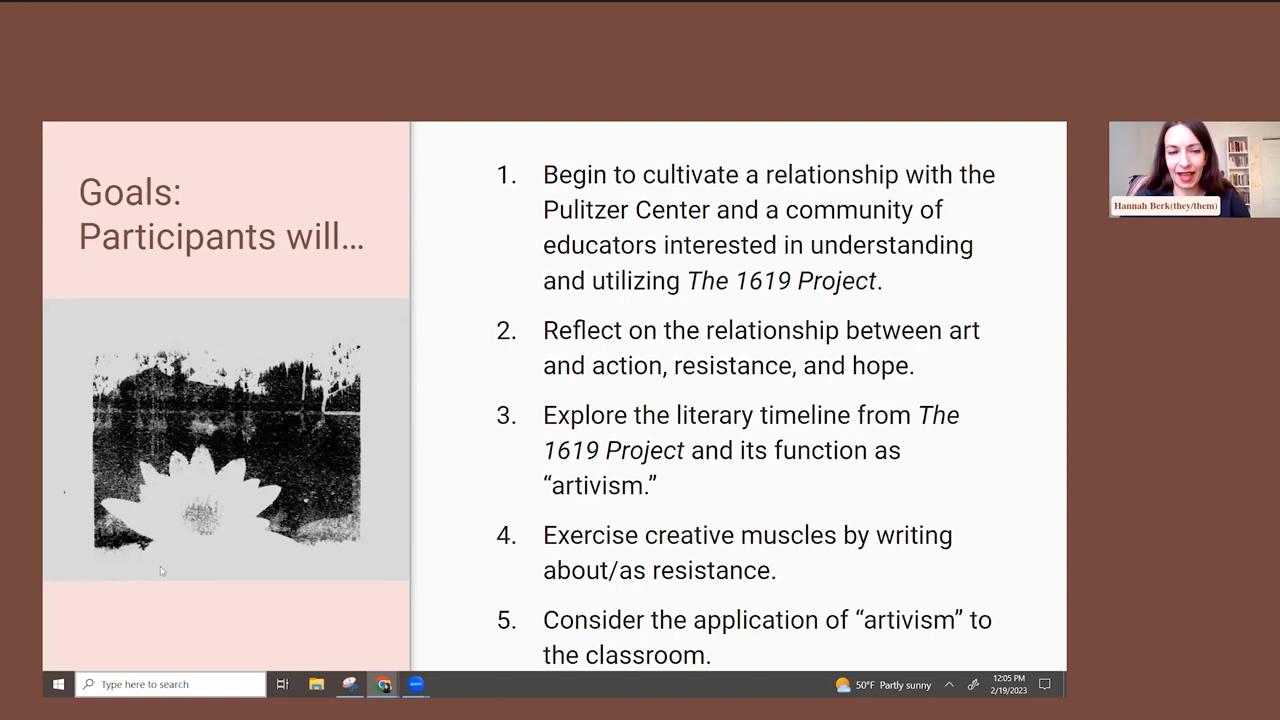 Goals:
Participants will…
1. Begin to cultivate a relationship with the
Pulitzer Center and a community of
educators interested in understanding
and utilizing The 1619 Project.
2. Reflect on the relationship between art
and action, resistance, and hope.
3. Explore the literary timeline from The
1619 Project and its function as
“artivism.”
4. Exercise creative muscles by writing
about/as resistance.
5. Consider the application of “artivism” to
the classroom.
Hannah Berk(they/them)
Type here to search
50°F Partly sunny
12:05 PM
2/19/2023